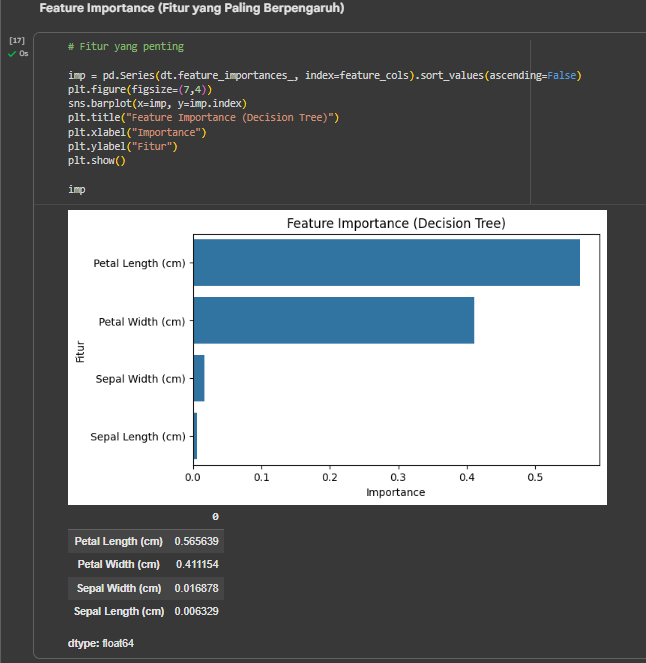 Feature Importance (Fitur yang Paling Berpengaruh)
[17]
0s
# Fitur yang penting
imp = pd.Series(dt.feature_importances_, index=feature_cols).sort_values(ascending=False)
plt.figure(figsize=(7,4))
sns.barplot(x=imp, y=imp.index)
plt.title("Feature Importance (Decision Tree)")
plt.xlabel("Importance")
plt.ylabel("Fitur")
plt.show()
imp
Feature Importance (Decision Tree)
Petal Length (cm)
Petal Width (cm)
Sepal Width (cm)
Sepal Length (cm)
Fitur
0.0 0.1 0.2 0.3 0.4 0.5
Importance
0
Petal Length (cm) 0.565639
Petal Width (cm) 0.411154
Sepal Width (cm) 0.016878
Sepal Length (cm) 0.006329
dtype: float64